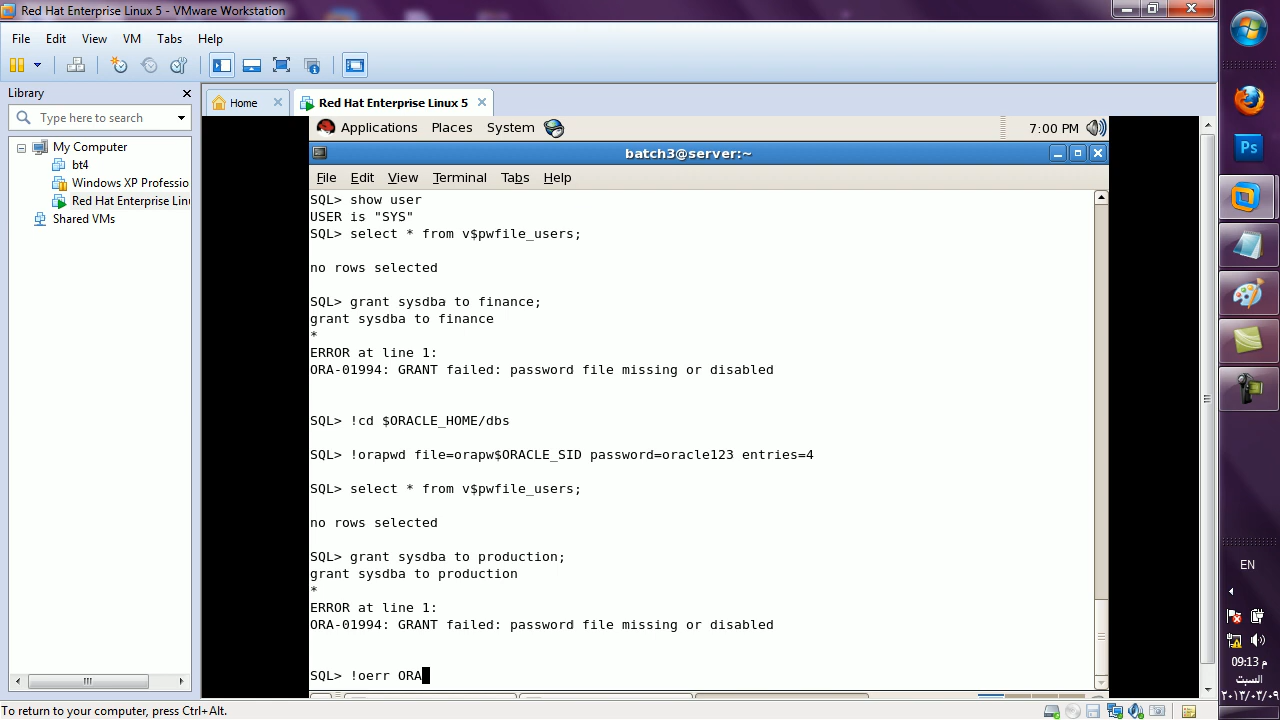 Red Hat Enterprise Linux 5 - VMware Workstation
File Edit View VM Tabs Help
Library
Type here to search
My Computer
bt4
Windows XP Professio
Red Hat Enterprise Linu
Shared VMs
Home
Red Hat Enterprise Linux 5
Applications Places System
7:00 PM
batch3@server:~
File Edit View Terminal Tabs Help
SQL> show user
USER is "SYS"
SQL> select * from v$pwfile_users;
no rows selected
SQL> grant sysdba to finance;
grant sysdba to finance
*
ERROR at line 1:
ORA-01994: GRANT failed: password file missing or disabled
SQL> !cd $ORACLE_HOME/dbs
SQL> !orapwd file=orapw$ORACLE_SID password=oracle123 entries=4
SQL> select * from v$pwfile_users;
no rows selected
SQL> grant sysdba to production;
grant sysdba to production
*
ERROR at line 1:
ORA-01994: GRANT failed: password file missing or disabled
SQL> !oerr ORA
To return to your computer, press Ctrl+Alt.
Ps
EN
09:13 م
السبت
٢٠١٣/٠٣/٠٩